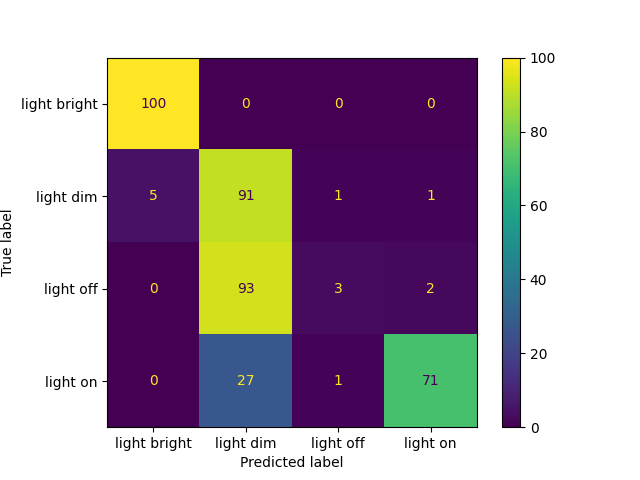 True label
light bright 100 0 0 0
light dim 5 91 1 1
light off 0 93 3 2
light on 0 27 1 71
light bright light dim light off light on
Predicted label
100
80
60
40
20
0